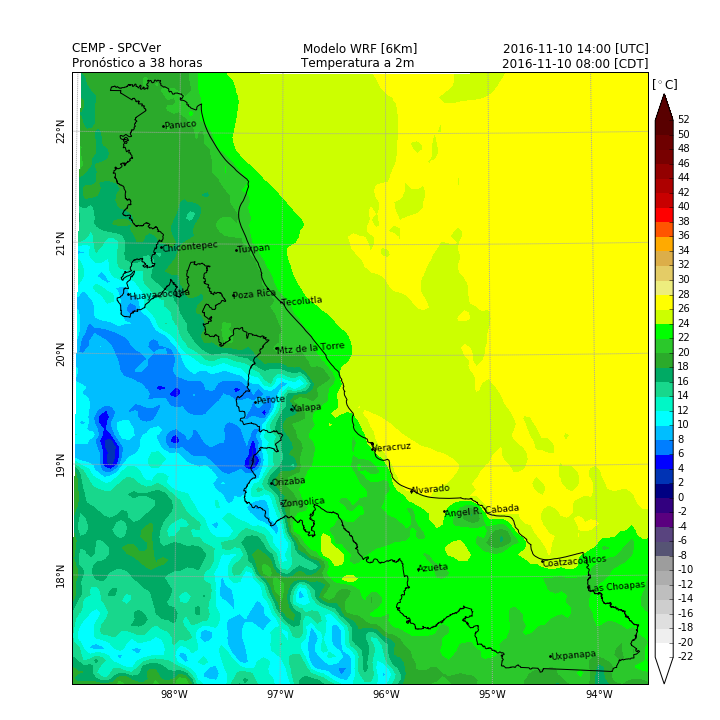 CEMP - SPCVer
Modelo WRF [6Km]
2016-11-10 14:00 [UTC]
Pronóstico a 38 horas
Temperatura a 2m
2016-11-10 08:00 [CDT]
[°C]
52
50
48
46
44
42
40
38
36
34
32
30
28
26
24
22
20
18
16
14
12
10
8
6
4
2
0
-2
-4
-6
-8
-10
-12
-14
-16
-18
-20
-22
22°N
21°N
20°N
19°N
18°N
Panuco
Chicontepec
Tuxpan
Huayacocotla
Poza Rica
Tecolutla
Mtz de la Torre
Perote
Xalapa
Veracruz
Orizaba
Alvarado
Zongolica
Angel R. Cabada
Coatzacoalcos
Azueta
Las Choapas
Uxpanapa
98°W
97°W
96°W
95°W
94°W